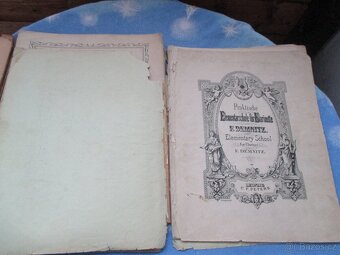 Praktische
Elementarschule für Klarinette
F. DEMNITZ.
Elementary School
for Clarinet
F. DEMNITZ.
LEIPZIG
C. F. PETERS